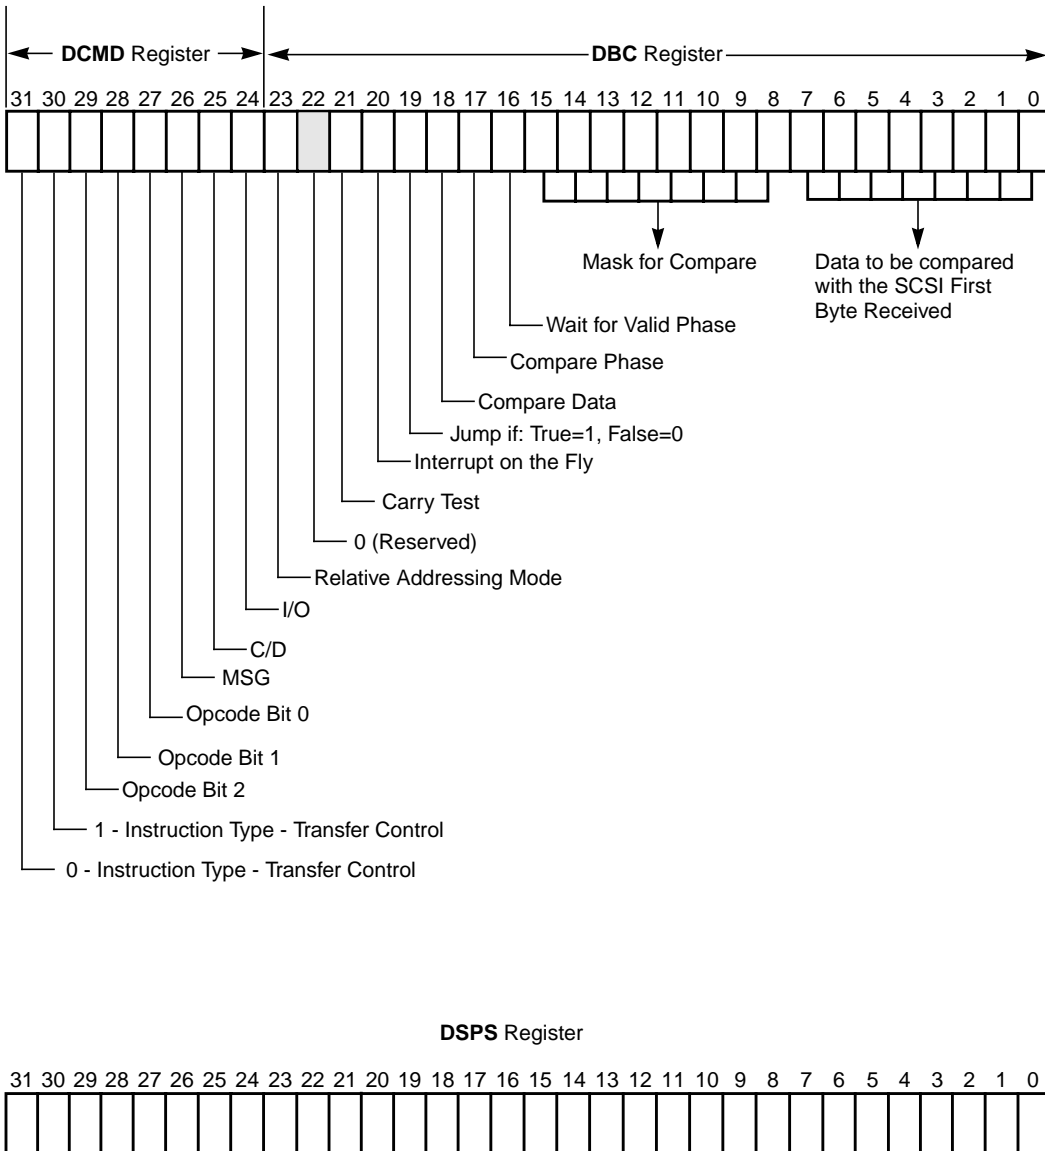 DCMD Register DBC Register
31 30 29 28 27 26 25 24 23 22 21 20 19 18 17 16 15 14 13 12 11 10 9 8 7 6 5 4 3 2 1 0
Mask for Compare
Data to be compared
with the SCSI First
Byte Received
Wait for Valid Phase
Compare Phase
Compare Data
Jump if: True=1, False=0
Interrupt on the Fly
Carry Test
0 (Reserved)
Relative Addressing Mode
I/O
C/D
MSG
Opcode Bit 0
Opcode Bit 1
Opcode Bit 2
1 - Instruction Type - Transfer Control
0 - Instruction Type - Transfer Control
DSPS Register
31 30 29 28 27 26 25 24 23 22 21 20 19 18 17 16 15 14 13 12 11 10 9 8 7 6 5 4 3 2 1 0